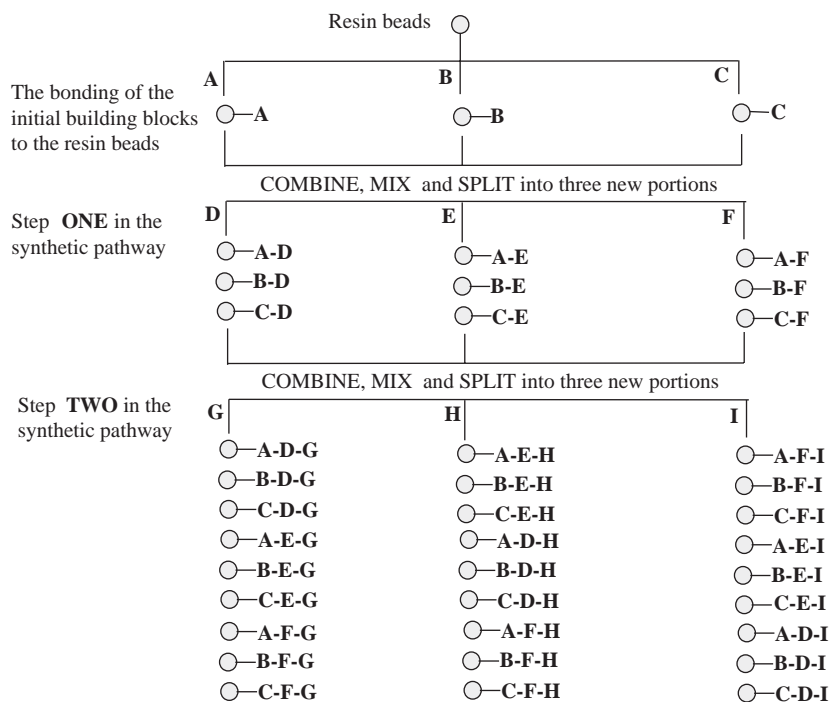 Resin beads
A B C
The bonding of the
initial building blocks
to the resin beads
A B C
COMBINE, MIX and SPLIT into three new portions
Step ONE in the
synthetic pathway
D E F
A-D A-E A-F
B-D B-E B-F
C-D C-E C-F
COMBINE, MIX and SPLIT into three new portions
Step TWO in the
synthetic pathway
G H I
A-D-G A-E-H A-F-I
B-D-G B-E-H B-F-I
C-D-G C-E-H C-F-I
A-E-G A-D-H A-E-I
B-E-G B-D-H B-E-I
C-E-G C-D-H C-E-I
A-F-G A-F-H A-D-I
B-F-G B-F-H B-D-I
C-F-G C-F-H C-D-I